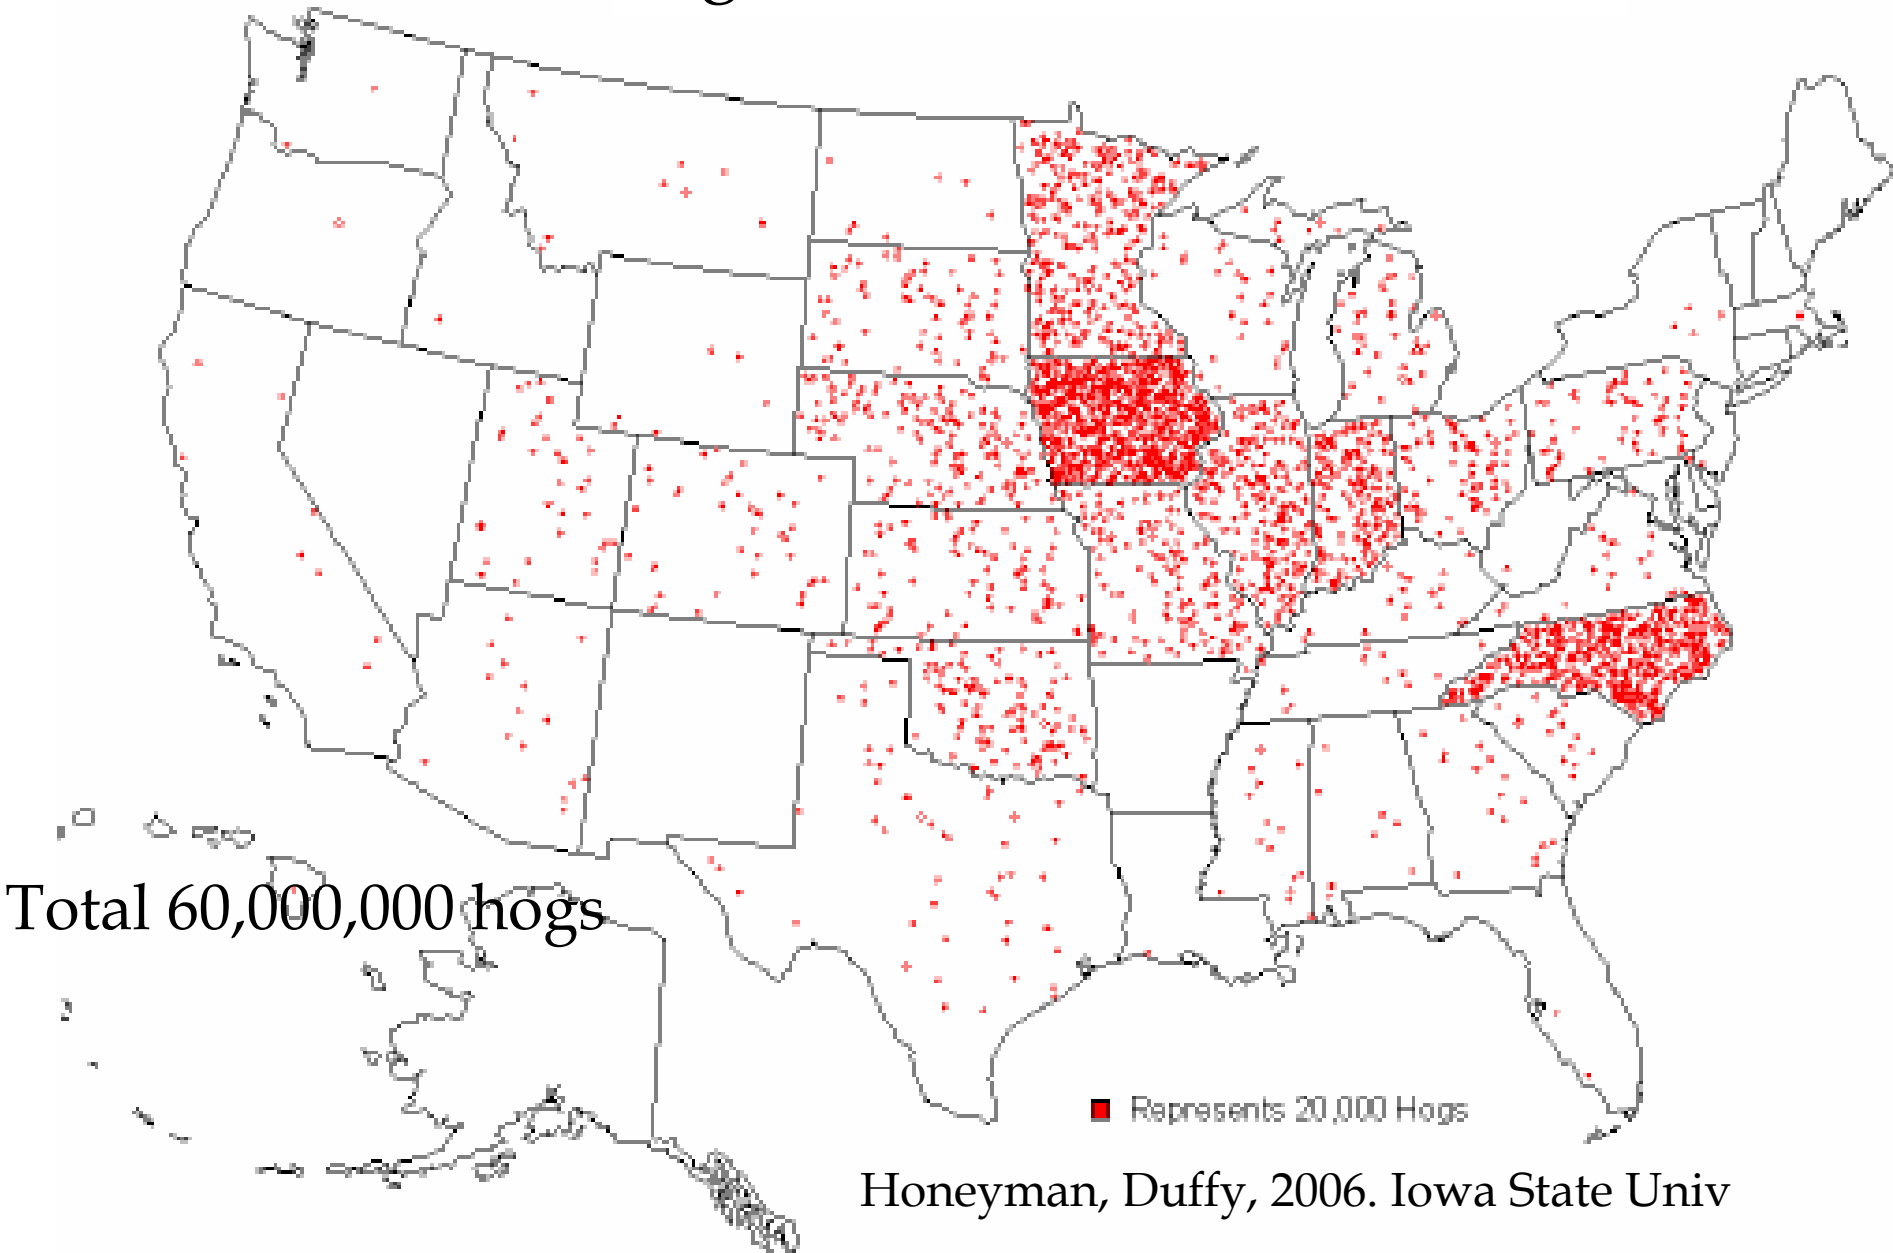 Total 60,000,000 hogs
Represents 20,000 Hogs
Honeyman, Duffy, 2006. Iowa State Univ